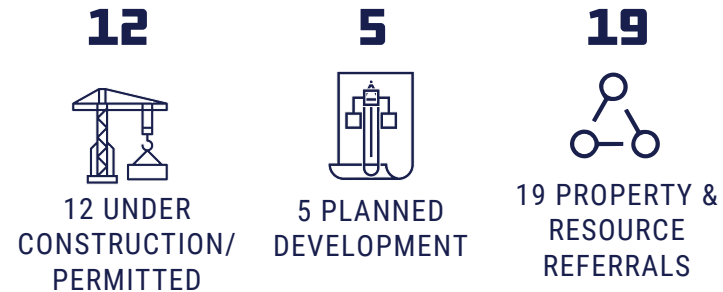 12
5
19
12 UNDER
CONSTRUCTION/
PERMITTED
5 PLANNED
DEVELOPMENT
19 PROPERTY &
RESOURCE
REFERRALS